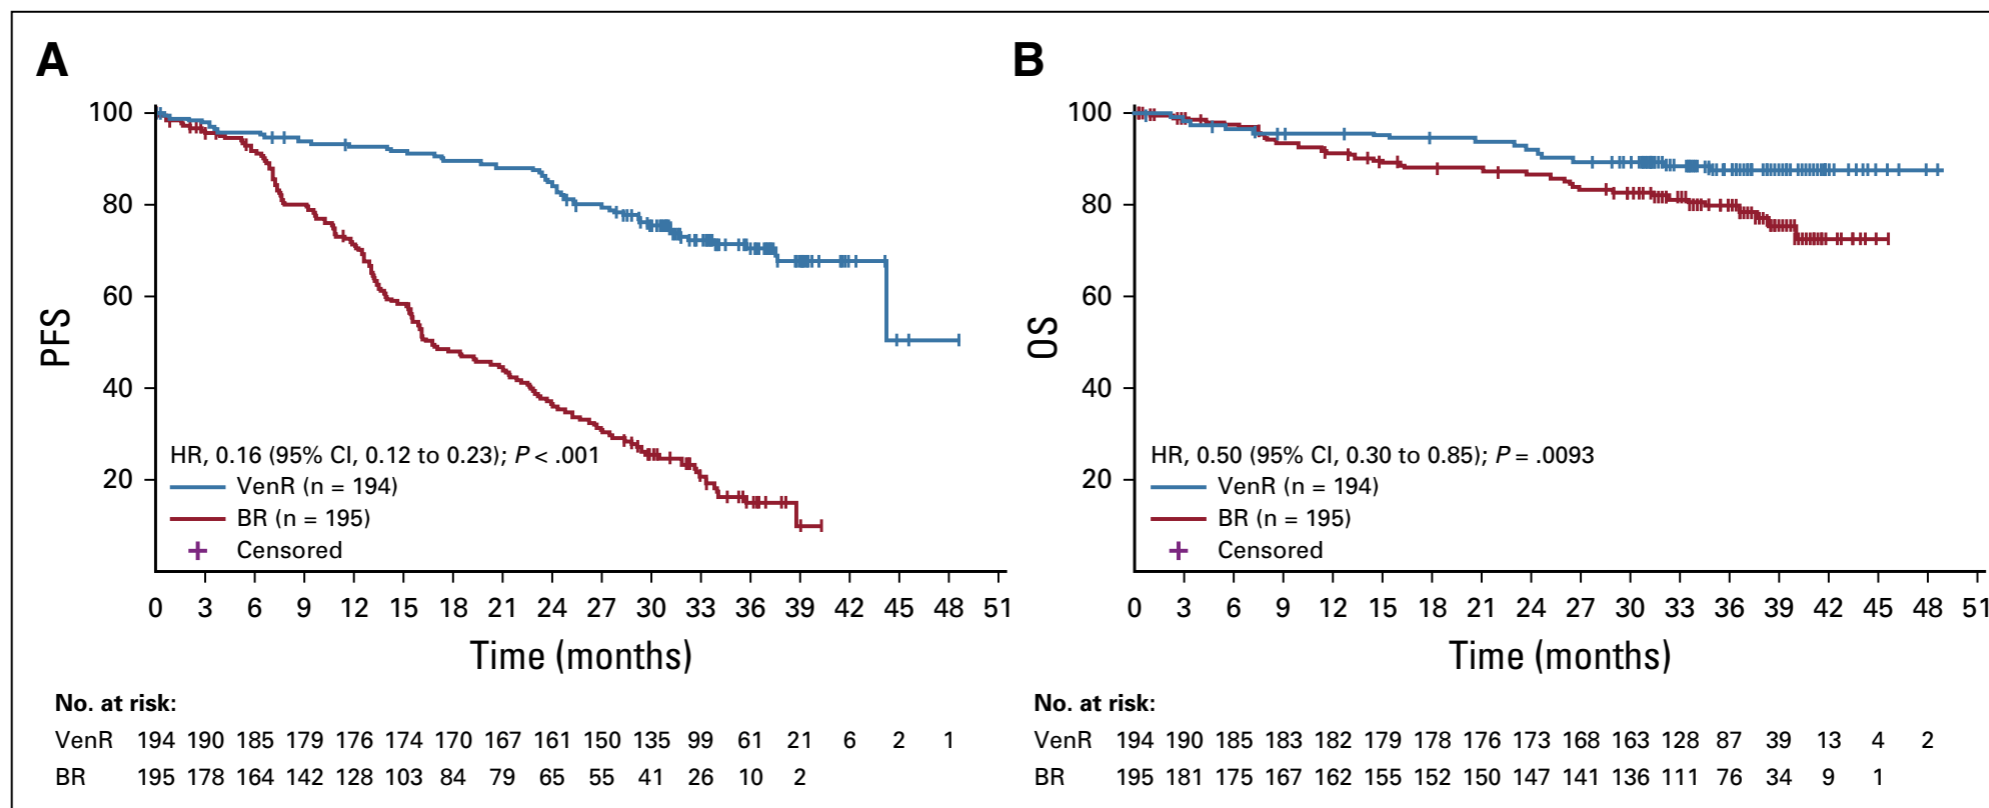 A
100
80
60
40
20
PFS
HR, 0.16 (95% CI, 0.12 to 0.23); P < .001
VenR (n = 194)
BR (n = 195)
Censored
0 3 6 9 12 15 18 21 24 27 30 33 36 39 42 45 48 51
Time (months)
No. at risk:
VenR 194 190 185 179 176 174 170 167 161 150 135 99 61 21 6 2 1
BR 195 178 164 142 128 103 84 79 65 55 41 26 10 2
B
100
80
60
40
20
OS
HR, 0.50 (95% CI, 0.30 to 0.85); P = .0093
VenR (n = 194)
BR (n = 195)
Censored
0 3 6 9 12 15 18 21 24 27 30 33 36 39 42 45 48 51
Time (months)
No. at risk:
VenR 194 190 185 183 182 179 178 176 173 168 163 128 87 39 13 4 2
BR 195 181 175 167 162 155 152 150 147 141 136 111 76 34 9 1